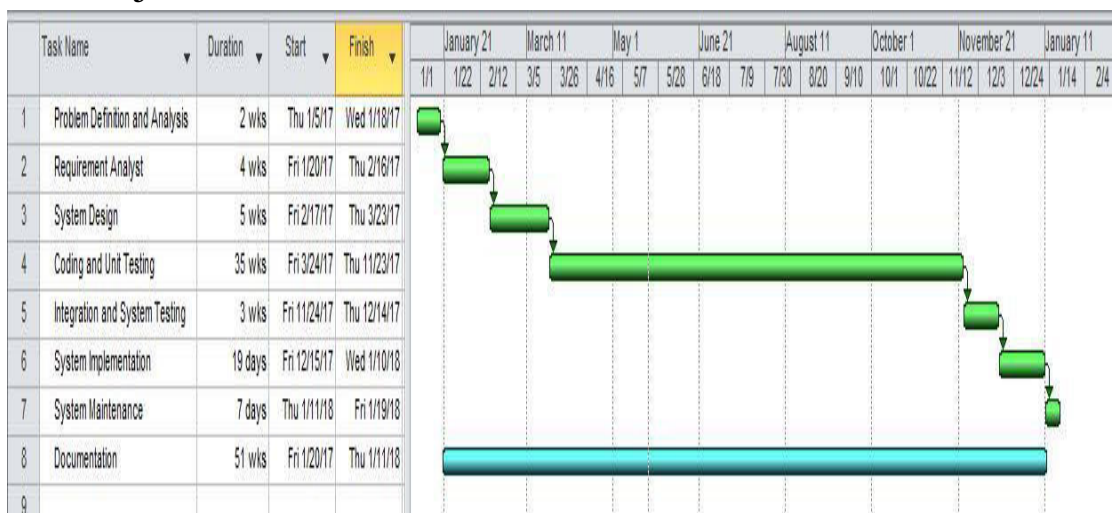 Task Name Duration Start Finish January 21 March 11 May 1 June 21 August 11 October 1 November 21 January 11
1/1 1/22 2/12 3/5 3/26 4/16 5/7 5/28 6/18 7/9 7/30 8/20 9/10 10/1 10/22 11/12 12/3 12/24 1/14 2/4
1 Problem Definition and Analysis 2 wks Thu 1/5/17 Wed 1/18/17
2 Requirement Analyst 4 wks Fri 1/20/17 Thu 2/16/17
3 System Design 5 wks Fri 2/17/17 Thu 3/23/17
4 Coding and Unit Testing 35 wks Fri 3/24/17 Thu 11/23/17
5 Integration and System Testing 3 wks Fri 11/24/17 Thu 12/14/17
6 System Implementation 19 days Fri 12/15/17 Wed 1/10/18
7 System Maintenance 7 days Thu 1/11/18 Fri 1/19/18
8 Documentation 51 wks Fri 1/20/17 Thu 1/11/18
9